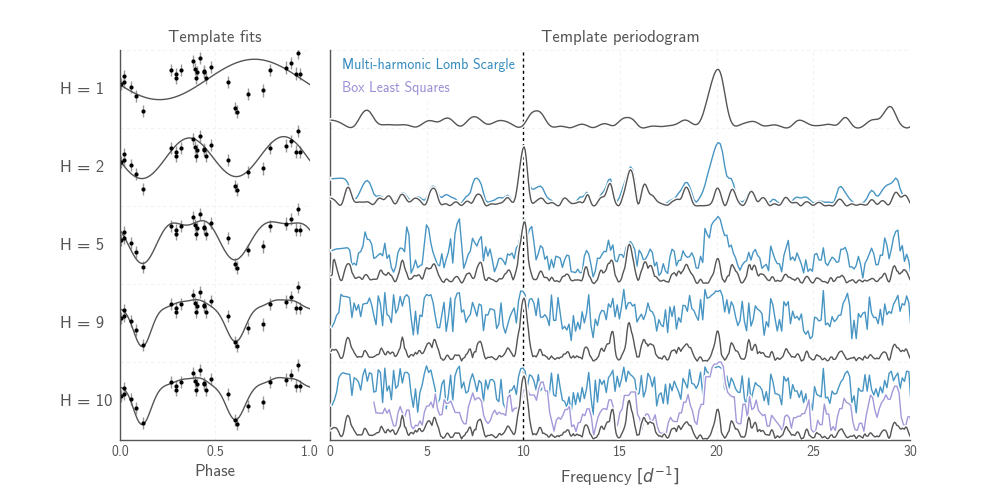 Template fits
Template periodogram
Multi-harmonic Lomb Scargle
Box Least Squares
H = 1
H = 2
H = 5
H = 9
H = 10
0.0 0.5 1.0
0 5 10 15 20 25 30
Phase
Frequency [d⁻¹]